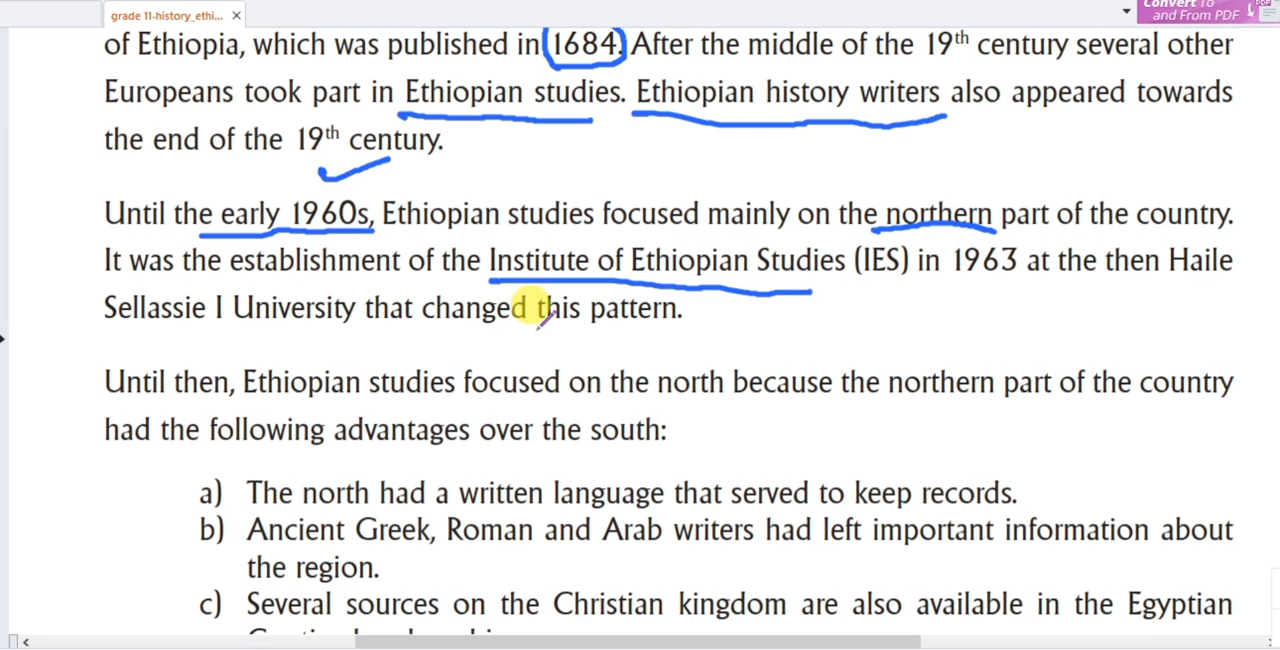 grade 11-history_ethi...
Convert To
and From PDF
PDF
of Ethiopia, which was published in 1684. After the middle of the 19th century several other
Europeans took part in Ethiopian studies. Ethiopian history writers also appeared towards
the end of the 19th century.
Until the early 1960s, Ethiopian studies focused mainly on the northern part of the country.
It was the establishment of the Institute of Ethiopian Studies (IES) in 1963 at the then Haile
Sellassie I University that changed this pattern.
Until then, Ethiopian studies focused on the north because the northern part of the country
had the following advantages over the south:
a) The north had a written language that served to keep records.
b) Ancient Greek, Roman and Arab writers had left important information about
the region.
c) Several sources on the Christian kingdom are also available in the Egyptian